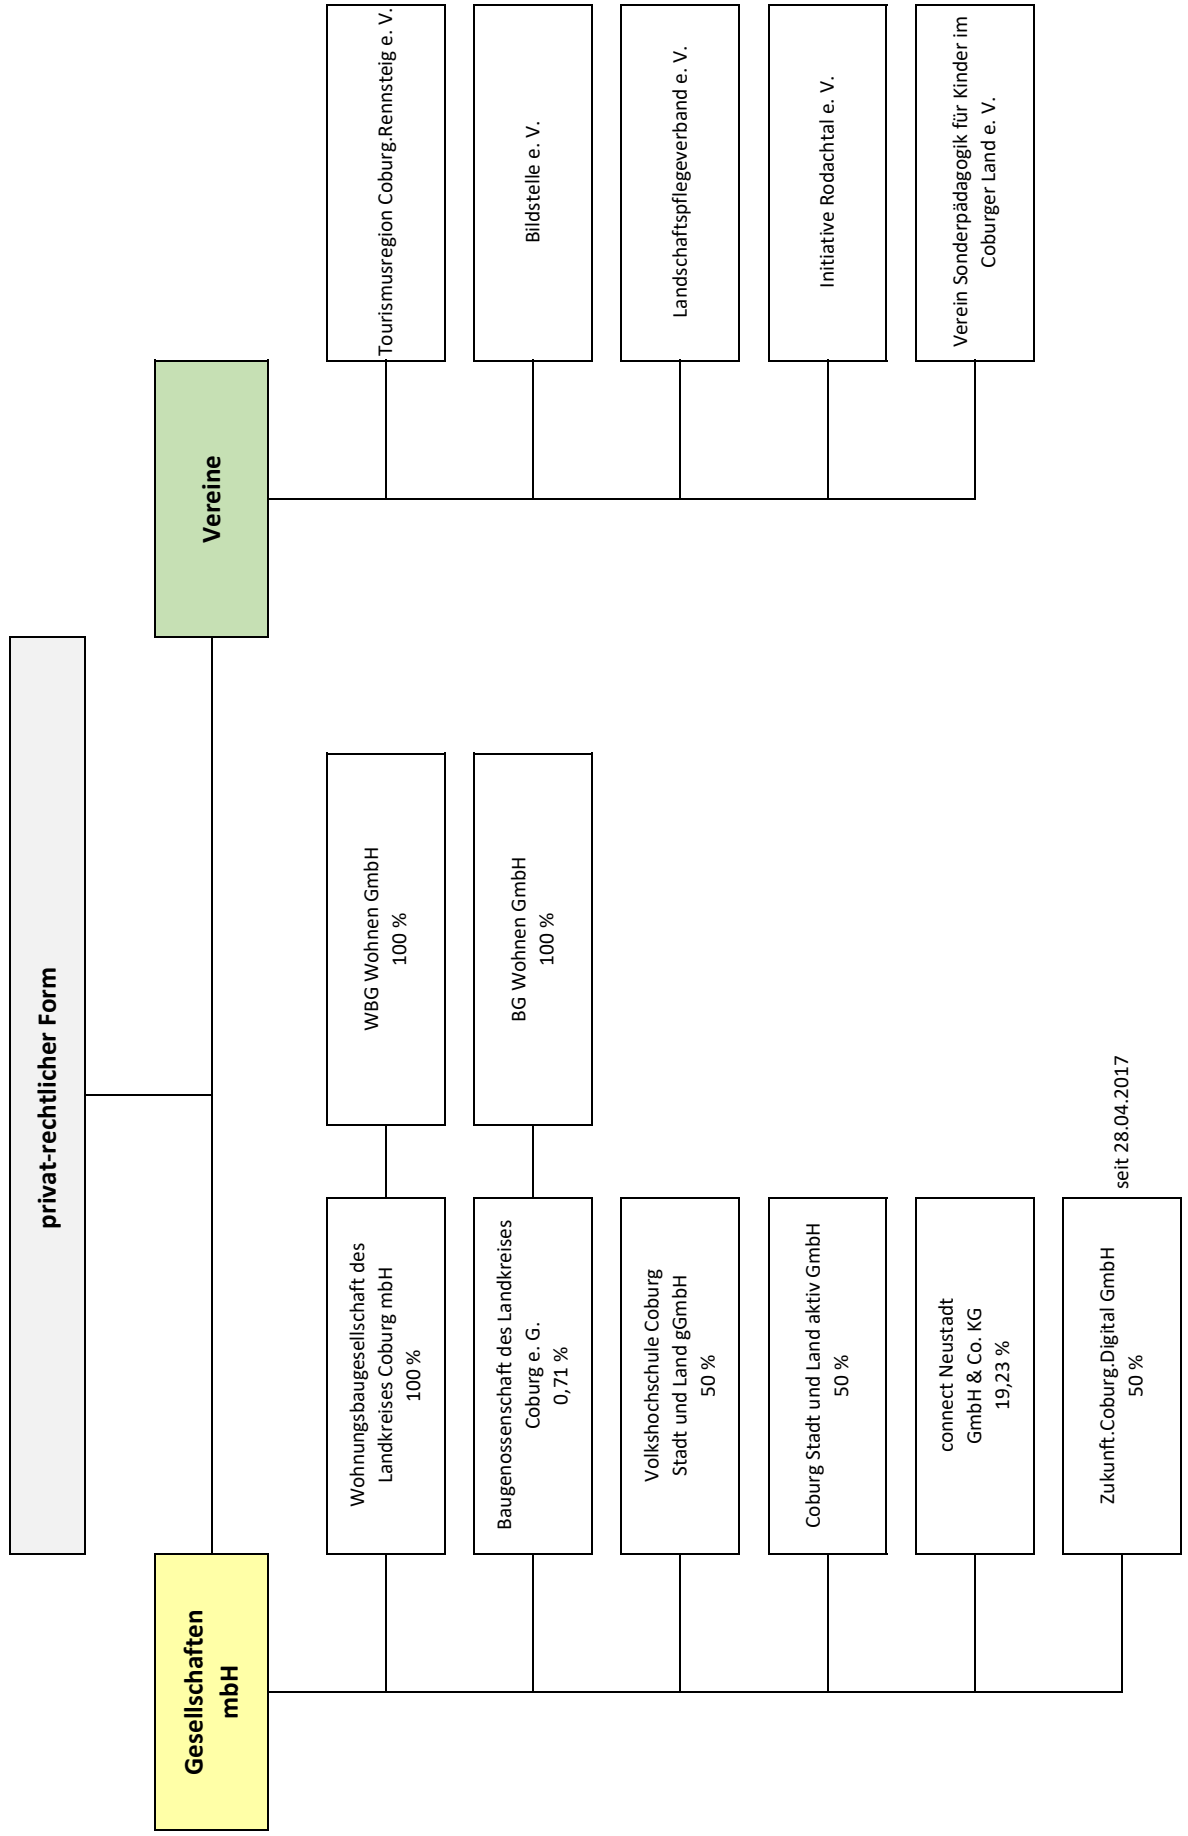 privat-rechtlicher Form
Gesellschaften
mbH
Wohnungsbaugesellschaft des
Landkreises Coburg mbH
100 %
WBG Wohnen GmbH
100 %
Baugenossenschaft des Landkreises
Coburg e. G.
0,71 %
BG Wohnen GmbH
100 %
Volkshochschule Coburg
Stadt und Land gGmbH
50 %
Coburg Stadt und Land aktiv GmbH
50 %
connect Neustadt
GmbH & Co. KG
19,23 %
Zukunft.Coburg.Digital GmbH
50 %
seit 28.04.2017
Vereine
Tourismusregion Coburg.Rennsteig e. V.
Bildstelle e. V.
Landschaftspflegeverband e. V.
Initiative Rodachtal e. V.
Verein Sonderpädagogik für Kinder im
Coburger Land e. V.